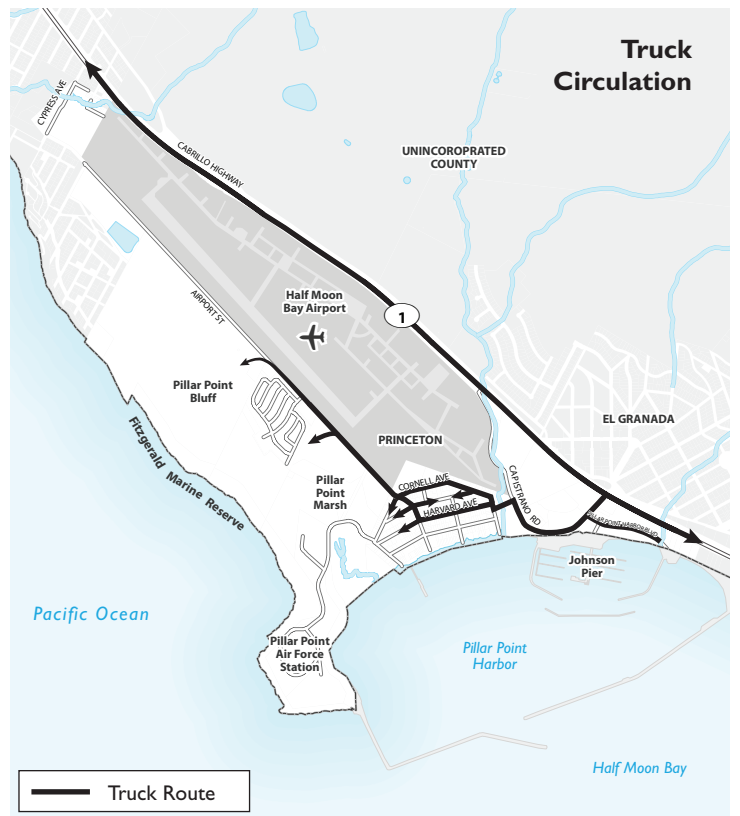 Truck
Circulation
CYPRESS AVE
CABRILLO HIGHWAY
UNINCOROPRATED
COUNTY
AIRPORT ST
Half Moon
Bay Airport
1
Pillar Point
Bluff
EL GRANADA
PRINCETON
Fitzgerald Marine Reserve
Pillar
Point
Marsh
CORNELL AVE
HARVARD AVE
CAPISTRANO RD
PILLAR POINT HARBOR BLVD
Johnson
Pier
Pacific Ocean
Pillar Point
Air Force
Station
Pillar Point
Harbor
Half Moon Bay
Truck Route